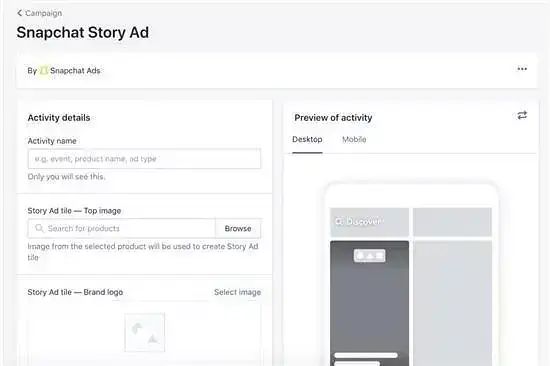 Campaign
Snapchat Story Ad
By Snapchat Ads
Activity details
Activity name
e.g. event, product name, ad type
Only you will see this.
Story Ad tile — Top image
Search for products
Browse
Image from the selected product will be used to create Story Ad
tile
Story Ad tile — Brand logo
Select image
Preview of activity
Desktop
Mobile
Discover